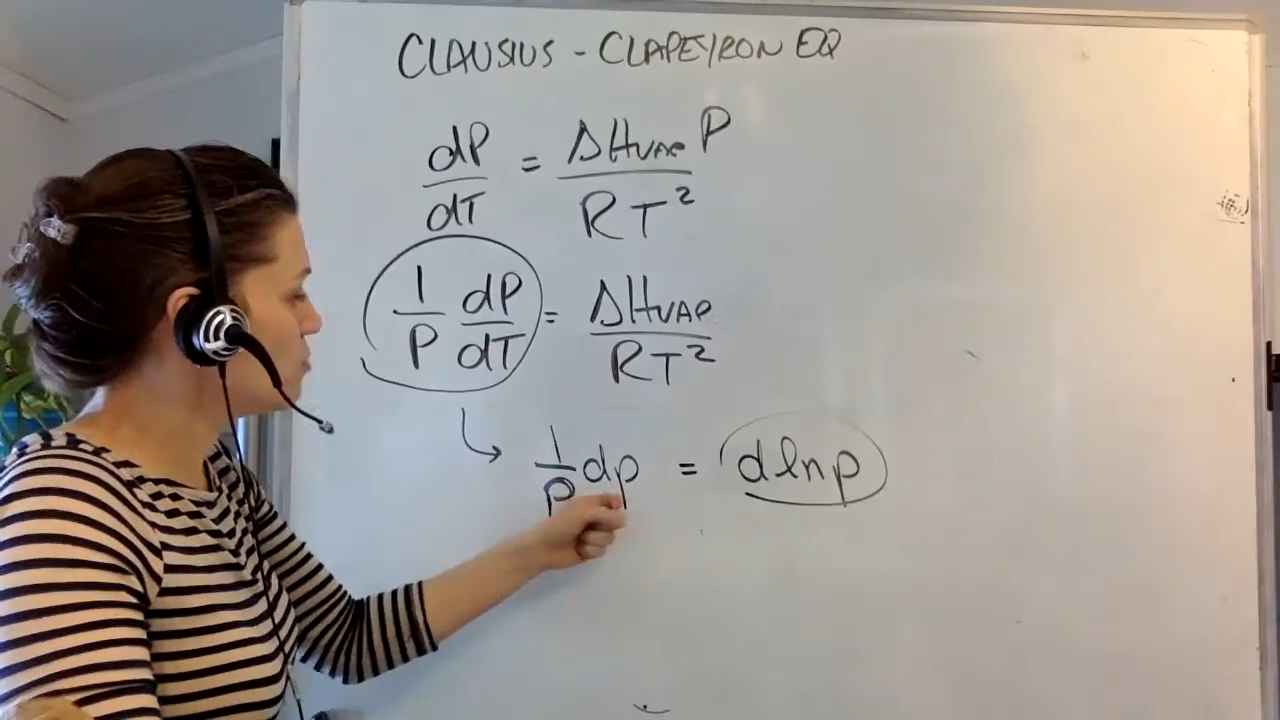 CLAUSIUS - CLAPEYRON EQ
dP/dT = ΔHVAP P/RT²
1/P dP/dT = ΔHVAP/RT²
↳ 1/P dp = d ln p